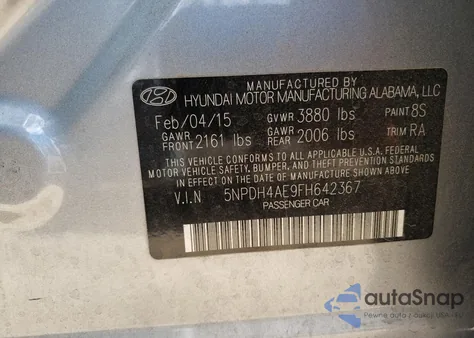 MANUFACTURED BY
HYUNDAI MOTOR MANUFACTURING ALABAMA, LLC
Feb/04/15 GVWR 3880 lbs PAINT 8S
GAWR FRONT 2161 lbs GAWR REAR 2006 lbs TRIM RA
THIS VEHICLE CONFORMS TO ALL APPLICABLE U.S.A FEDERAL
MOTOR VEHICLE SAFETY, BUMPER, AND THEFT PREVENTION
STANDARDS IN EFFECT ON THE DATE OF MANUFACTURE
SHOWN ABOVE.
V.I.N 5NPDH4AE9FH642367
PASSENGER CAR
autoSnap
Pewne auto z